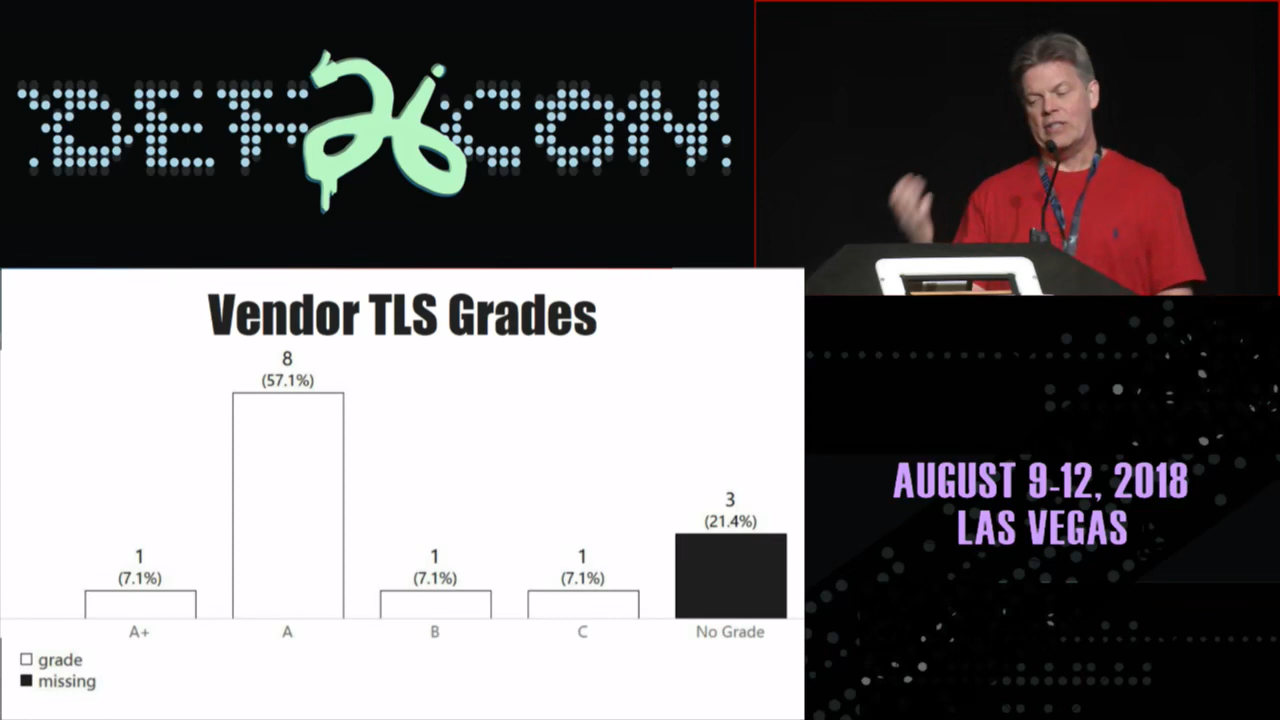 DEF 26 CON
Vendor TLS Grades
8
(57.1%)
3
(21.4%)
1
(7.1%)
1
(7.1%)
1
(7.1%)
A+
A
B
C
No Grade
grade
missing
AUGUST 9-12, 2018
LAS VEGAS